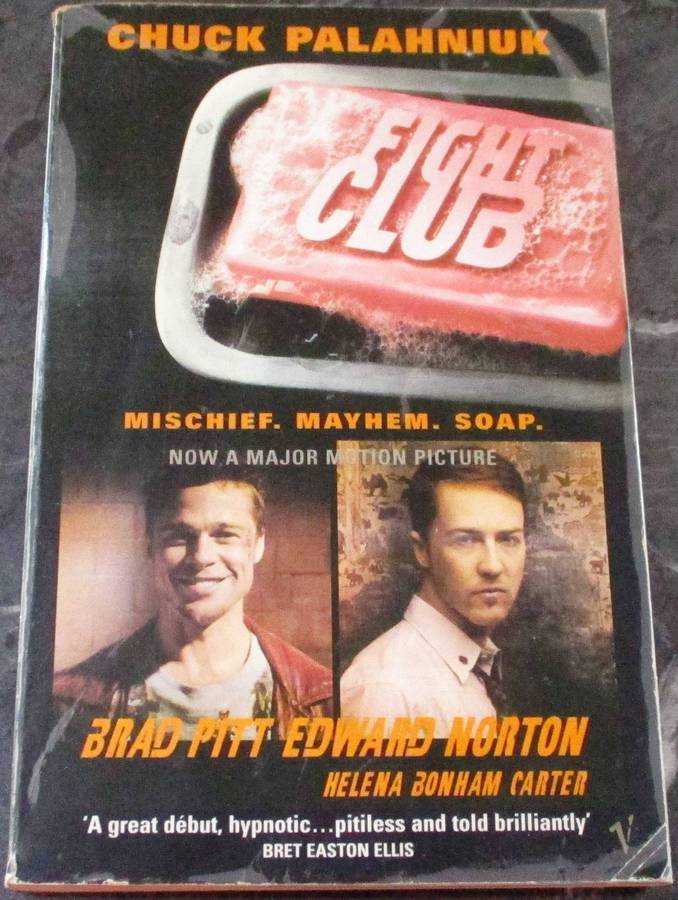 CHUCK PALAHNIUK
FIGHT
CLUB
MISCHIEF. MAYHEM. SOAP.
NOW A MAJOR MOTION PICTURE
BRAD PITT EDWARD NORTON
HELENA BONHAM CARTER
'A great début, hypnotic...pitiless and told brilliantly'
BRET EASTON ELLIS
V